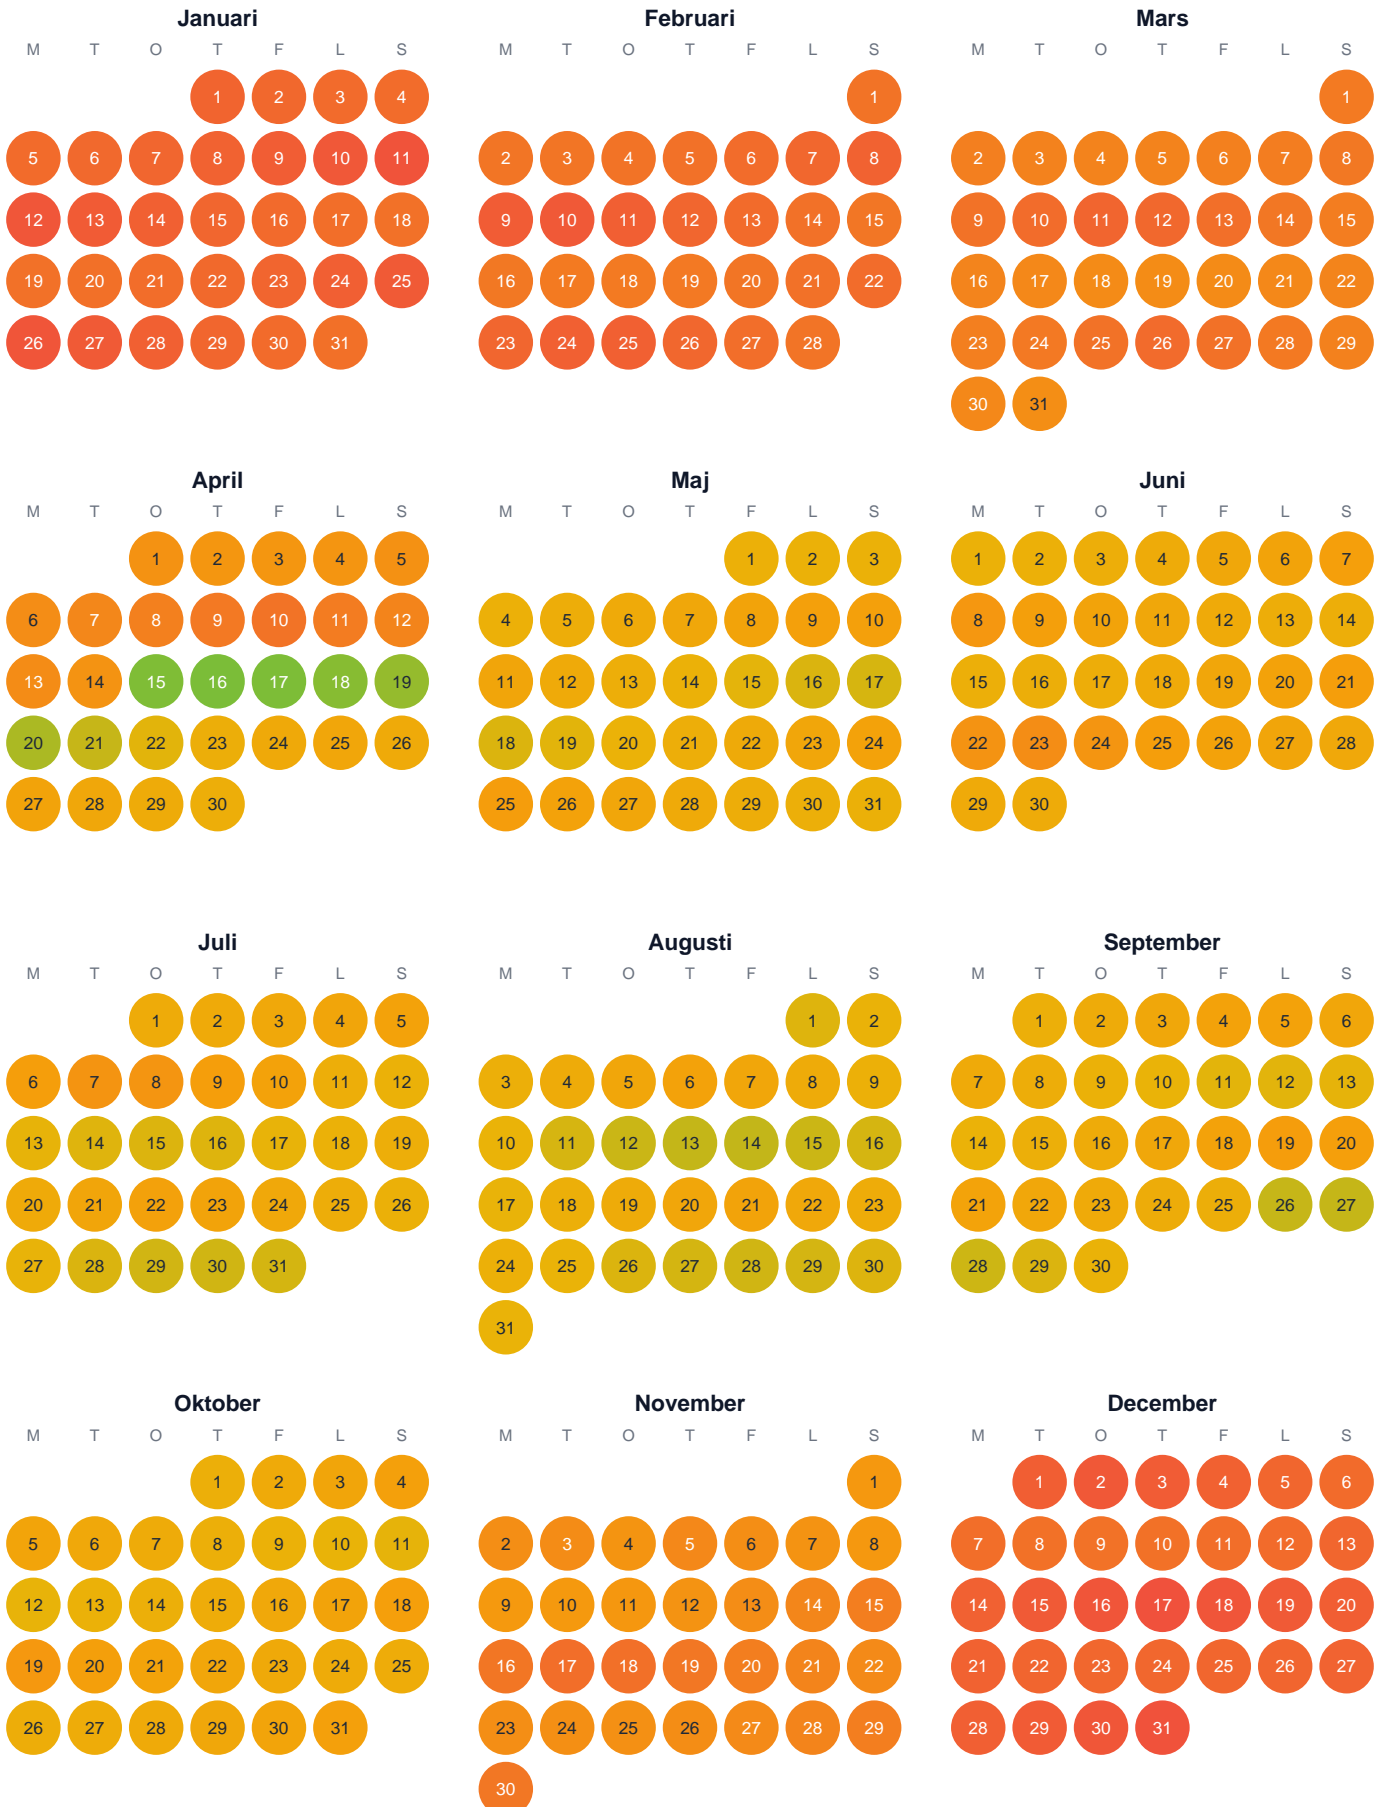 Januari
M T O T F L S
1 2 3 4
5 6 7 8 9 10 11
12 13 14 15 16 17 18
19 20 21 22 23 24 25
26 27 28 29 30 31
Februari
M T O T F L S
1
2 3 4 5 6 7 8
9 10 11 12 13 14 15
16 17 18 19 20 21 22
23 24 25 26 27 28
Mars
M T O T F L S
1
2 3 4 5 6 7 8
9 10 11 12 13 14 15
16 17 18 19 20 21 22
23 24 25 26 27 28 29
30 31
April
M T O T F L S
1 2 3 4 5
6 7 8 9 10 11 12
13 14 15 16 17 18 19
20 21 22 23 24 25 26
27 28 29 30
Maj
M T O T F L S
1 2 3
4 5 6 7 8 9 10
11 12 13 14 15 16 17
18 19 20 21 22 23 24
25 26 27 28 29 30 31
Juni
M T O T F L S
1 2 3 4 5 6 7
8 9 10 11 12 13 14
15 16 17 18 19 20 21
22 23 24 25 26 27 28
29 30
Juli
M T O T F L S
1 2 3 4 5
6 7 8 9 10 11 12
13 14 15 16 17 18 19
20 21 22 23 24 25 26
27 28 29 30 31
Augusti
M T O T F L S
1 2
3 4 5 6 7 8 9
10 11 12 13 14 15 16
17 18 19 20 21 22 23
24 25 26 27 28 29 30
31
September
M T O T F L S
1 2 3 4 5 6
7 8 9 10 11 12 13
14 15 16 17 18 19 20
21 22 23 24 25 26 27
28 29 30
Oktober
M T O T F L S
1 2 3 4
5 6 7 8 9 10 11
12 13 14 15 16 17 18
19 20 21 22 23 24 25
26 27 28 29 30 31
November
M T O T F L S
1
2 3 4 5 6 7 8
9 10 11 12 13 14 15
16 17 18 19 20 21 22
23 24 25 26 27 28 29
30
December
M T O T F L S
1 2 3 4 5 6
7 8 9 10 11 12 13
14 15 16 17 18 19 20
21 22 23 24 25 26 27
28 29 30 31